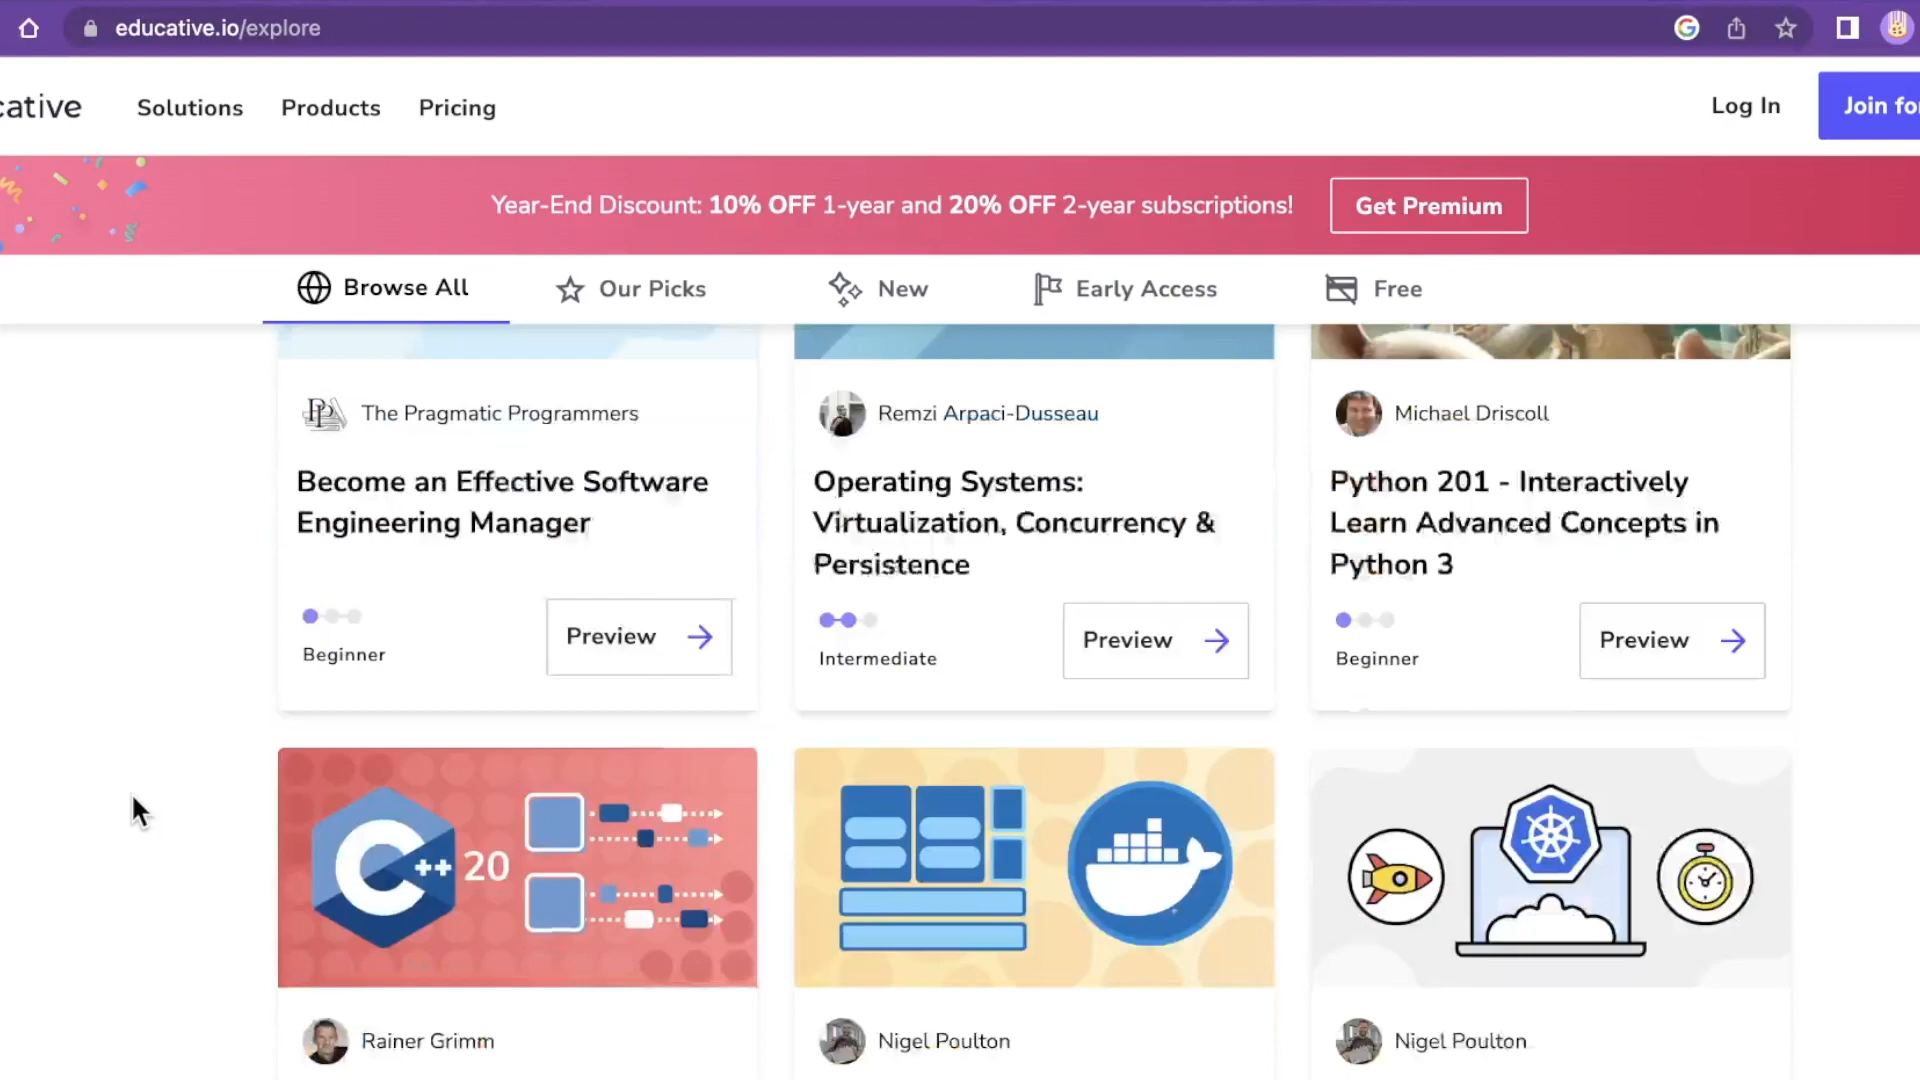 educative.io/explore
cative
Solutions
Products
Pricing
Log In
Join fo
Year-End Discount: 10% OFF 1-year and 20% OFF 2-year subscriptions!
Get Premium
Browse All
Our Picks
New
Early Access
Free
The Pragmatic Programmers
Become an Effective Software
Engineering Manager
Beginner
Preview
Remzi Arpaci-Dusseau
Operating Systems:
Virtualization, Concurrency &
Persistence
Intermediate
Preview
Michael Driscoll
Python 201 - Interactively
Learn Advanced Concepts in
Python 3
Beginner
Preview
C++ 20
Rainer Grimm
Nigel Poulton
Nigel Poulton